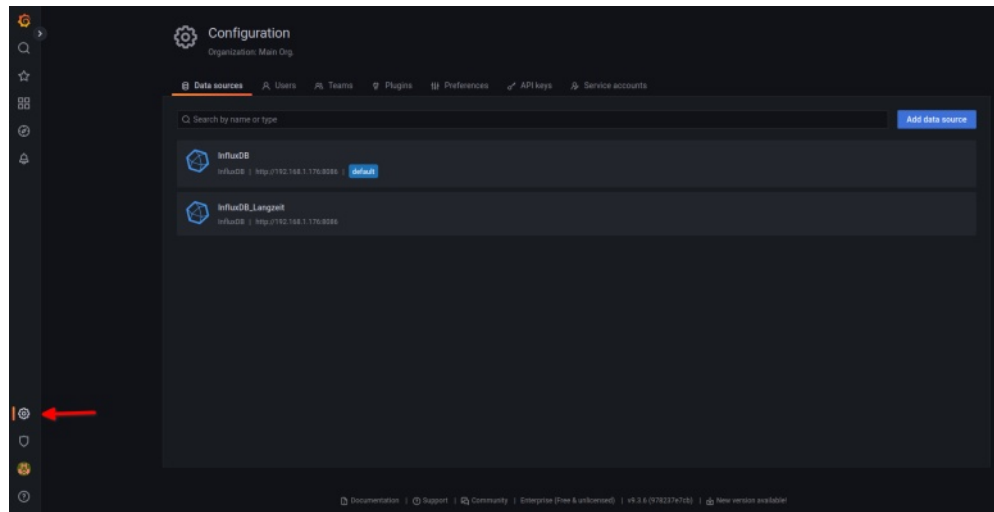 Configuration
Organization: Main Org.
Data sources Users Teams Plugins Preferences API keys Service accounts
Search by name or type Add data source
InfluxDB
InfluxDB | http://192.168.1.176:8086 | default
InfluxDB_Langzeit
InfluxDB | http://192.168.1.176:8086
Documentation | Support | Community | Enterprise (Free & unlicensed) | v9.3.6 (978237e7cb) | New version available!